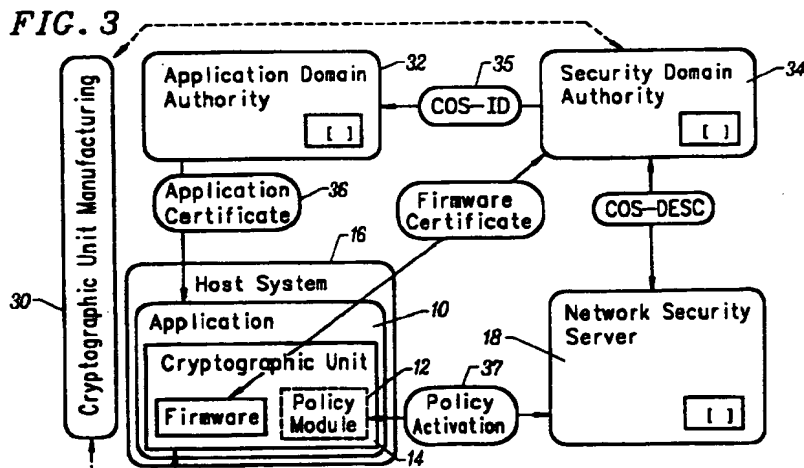 FIG. 3
Application Domain
Authority
[ ]
32
35
COS-ID
Security Domain
Authority
[ ]
34
Cryptographic Unit Manufacturing
30
Application
Certificate
36
Firmware
Certificate
COS-DESC
16
Host System
Application
10
Cryptographic Unit
Firmware
12
Policy
Module
14
37
Policy
Activation
Network Security
Server
18
[ ]